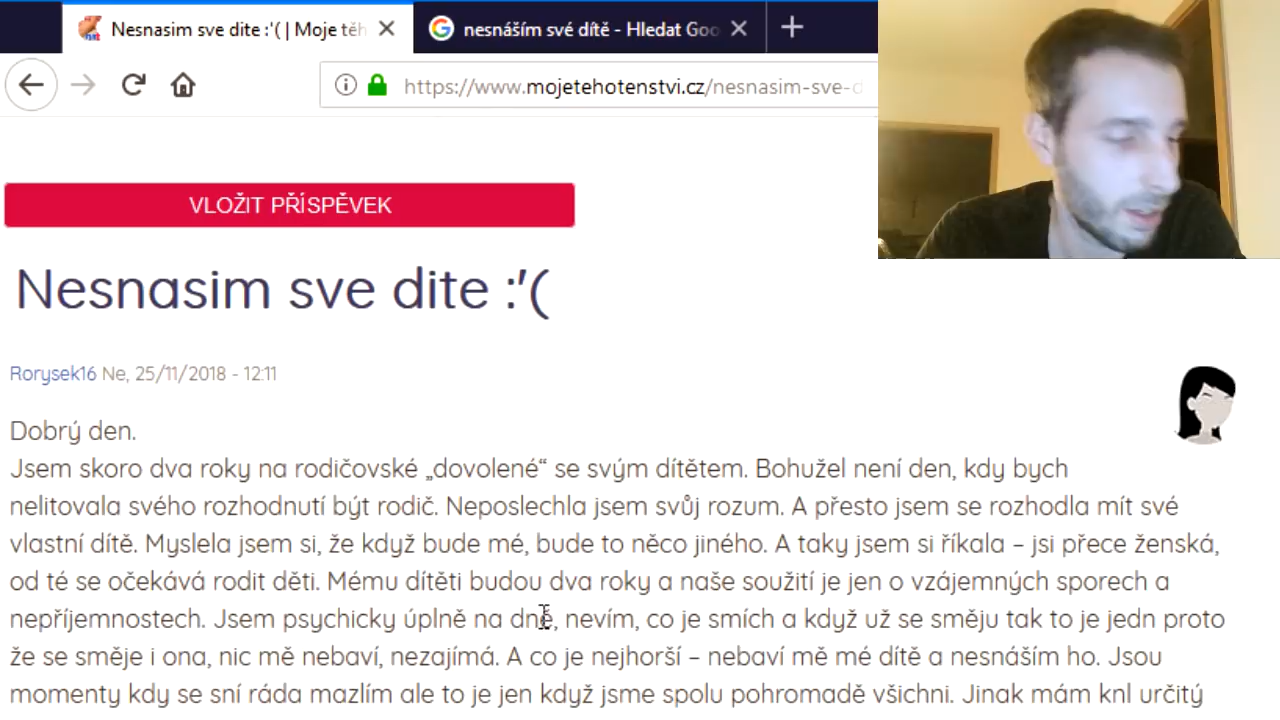 Nesnasim sve dite :'( | Moje těh
nesnáším své dítě - Hledat Goo
https://www.mojetehotenstvi.cz/nesnasim-sve-d
VLOŽIT PŘÍSPĚVEK
Nesnasim sve dite :'(
Rorysek16 Ne, 25/11/2018 - 12:11
Dobrý den.
Jsem skoro dva roky na rodičovské „dovolené“ se svým dítětem. Bohužel není den, kdy bych
nelitovala svého rozhodnutí být rodič. Neposlechla jsem svůj rozum. A přesto jsem se rozhodla mít své
vlastní dítě. Myslela jsem si, že když bude mé, bude to něco jiného. A taky jsem si říkala – jsi přece ženská,
od té se očekává rodit děti. Mému dítěti budou dva roky a naše soužití je jen o vzájemných sporech a
nepříjemnostech. Jsem psychicky úplně na dně, nevím, co je smích a když už se směju tak to je jedn proto
že se směje i ona, nic mě nebaví, nezajímá. A co je nejhorší – nebaví mě mé dítě a nesnáším ho. Jsou
momenty kdy se sní ráda mazlím ale to je jen když jsme spolu pohromadě všichni. Jinak mám knl určitý